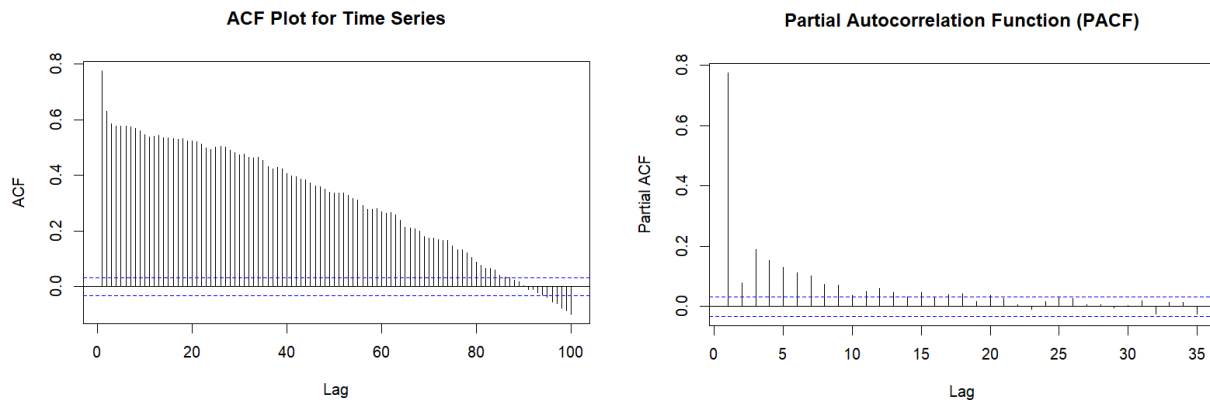 ACF Plot for Time Series
ACF
0.0 0.2 0.4 0.6 0.8
0 20 40 60 80 100
Lag
Partial Autocorrelation Function (PACF)
Partial ACF
0.0 0.2 0.4 0.6 0.8
0 5 10 15 20 25 30 35
Lag